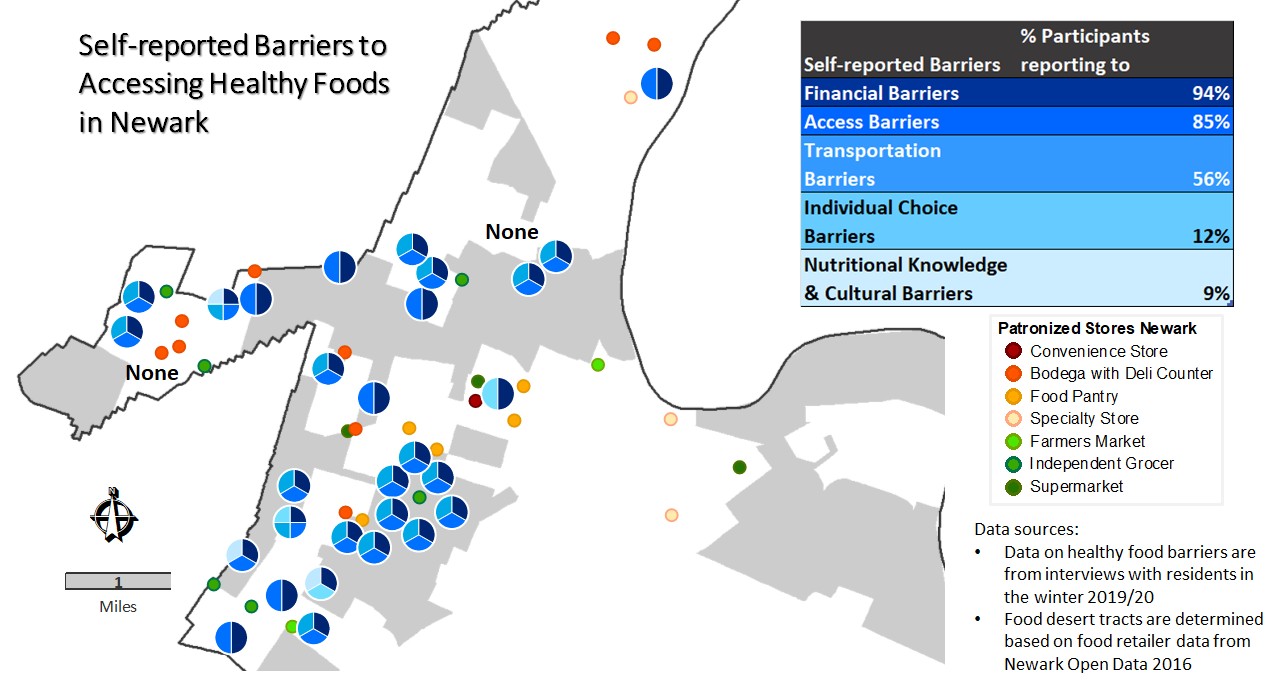 Self-reported Barriers to
Accessing Healthy Foods
in Newark
% Participants
Self-reported Barriers reporting to
Financial Barriers 94%
Access Barriers 85%
Transportation
Barriers 56%
Individual Choice
Barriers 12%
Nutritional Knowledge
& Cultural Barriers 9%
None
None
Patronized Stores Newark
Convenience Store
Bodega with Deli Counter
Food Pantry
Specialty Store
Farmers Market
Independent Grocer
Supermarket
N
1
Miles
Data sources:
• Data on healthy food barriers are
from interviews with residents in
the winter 2019/20
• Food desert tracts are determined
based on food retailer data from
Newark Open Data 2016